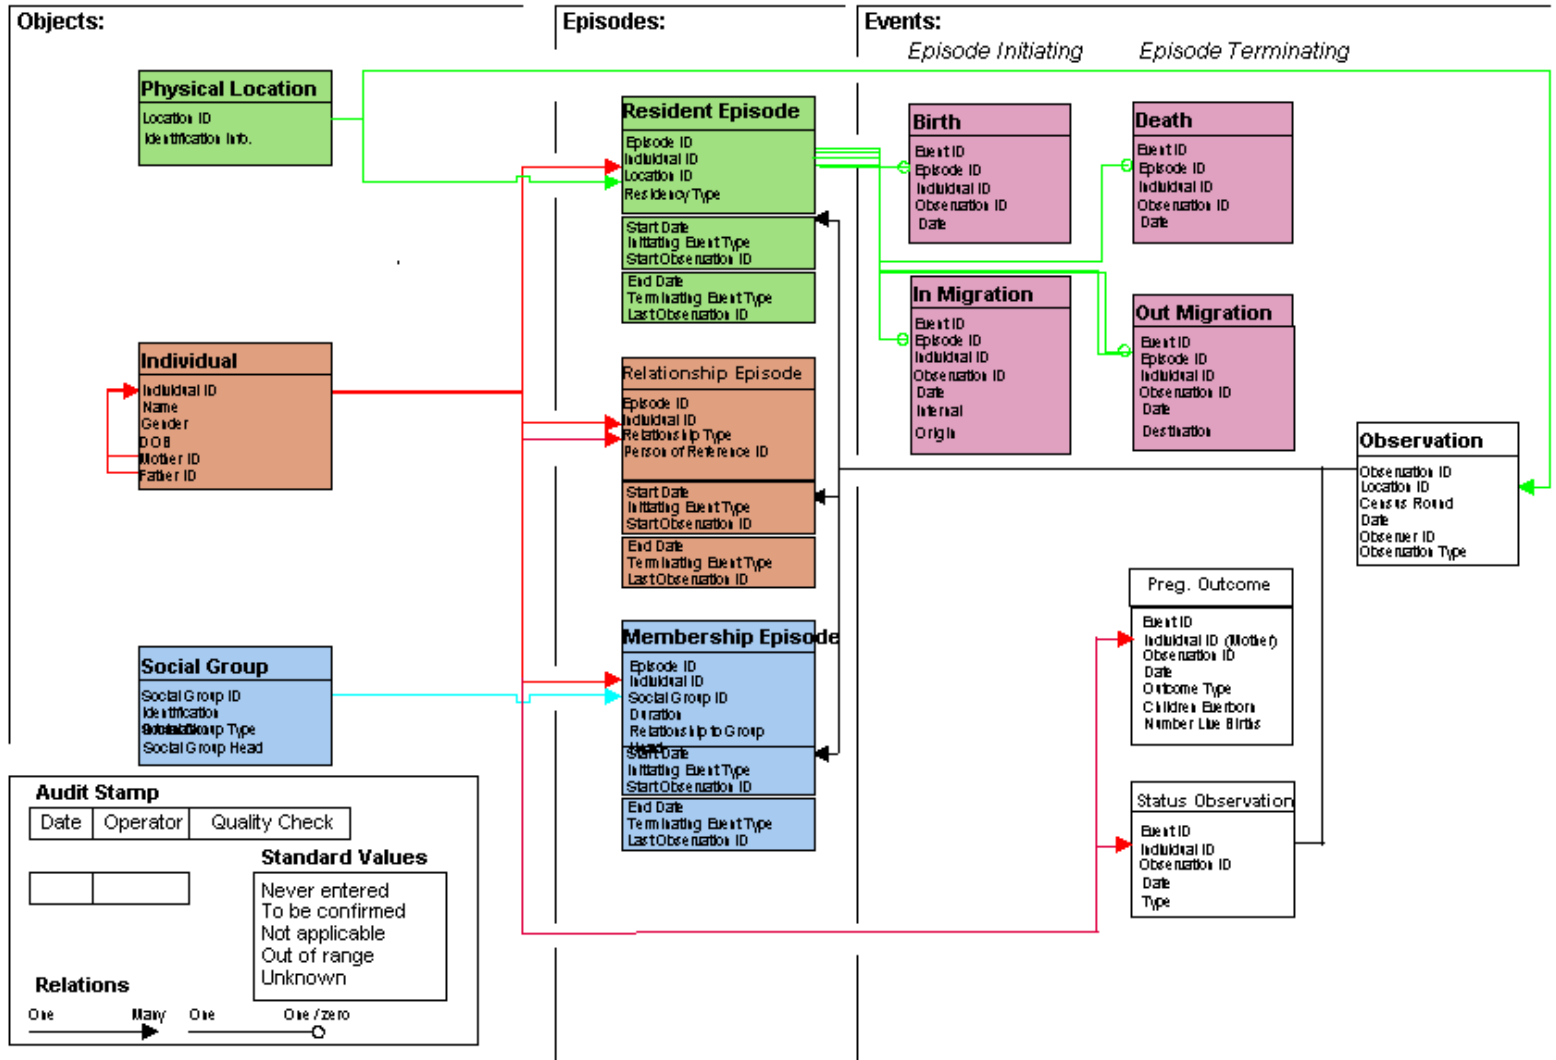 Objects:
Episodes:
Events:
Episode Initiating
Episode Terminating
Physical Location
Location ID
Identification Info.
Individual
Individual ID
Name
Gender
DOB
Mother ID
Father ID
Social Group
Social Group ID
Identification
Group Type
Social Group Head
Resident Episode
Episode ID
Individual ID
Location ID
Residency Type
Start Date
Initiating Event Type
Start Observation ID
End Date
Terminating Event Type
Last Observation ID
Relationship Episode
Episode ID
Individual ID
Relationship Type
Person of Reference ID
Start Date
Initiating Event Type
Start Observation ID
End Date
Terminating Event Type
Last Observation ID
Membership Episode
Episode ID
Individual ID
Social Group ID
Duration
Relationship to Group
Head
Start Date
Initiating Event Type
Start Observation ID
End Date
Terminating Event Type
Last Observation ID
Birth
Event ID
Episode ID
Individual ID
Observation ID
Date
Death
Event ID
Episode ID
Individual ID
Observation ID
Date
In Migration
Event ID
Episode ID
Individual ID
Observation ID
Date
Internal
Origin
Out Migration
Event ID
Episode ID
Individual ID
Observation ID
Date
Destination
Observation
Observation ID
Location ID
Census Round
Date
Observer ID
Observation Type
Preg. Outcome
Event ID
Individual ID (Mother)
Observation ID
Date
Outcome Type
Children Everborn
Number Live Births
Status Observation
Event ID
Individual ID
Observation ID
Date
Type
Audit Stamp
Date Operator Quality Check
Standard Values
Never entered
To be confirmed
Not applicable
Out of range
Unknown
Relations
One Many One One / zero